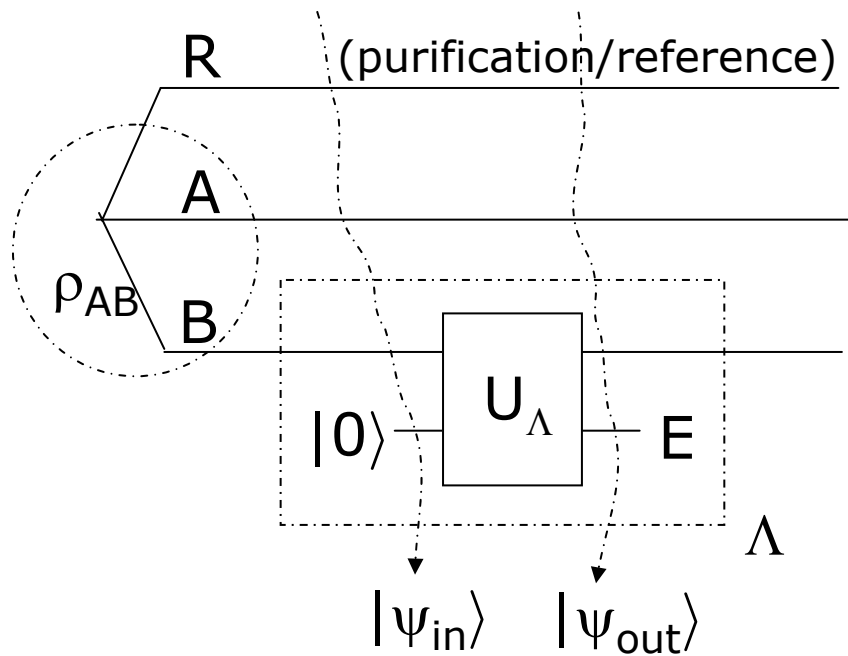 R (purification/reference)
A
ρAB
B
UΛ
|0⟩
E
Λ
|ψin⟩ |ψout⟩